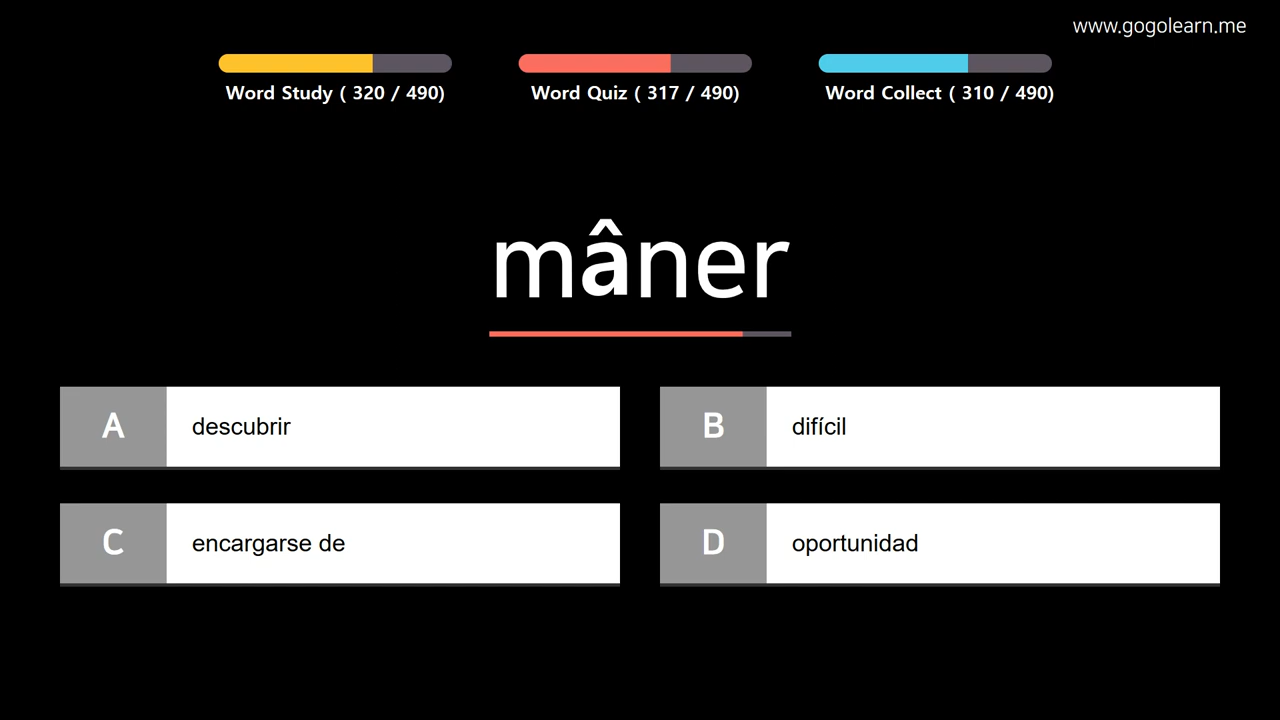 www.gogolearn.me
Word Study ( 320 / 490)
Word Quiz ( 317 / 490)
Word Collect ( 310 / 490)
mâner
A descubrir
B difícil
C encargarse de
D oportunidad